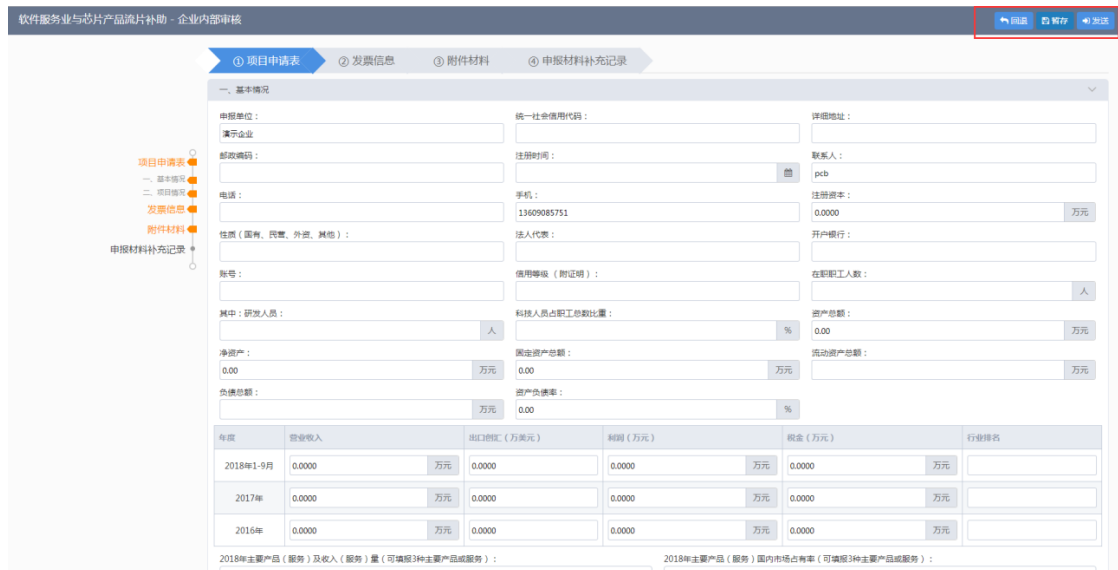 软件服务业与芯片产品流片补助 - 企业内部审核
回退 暂存 发送
① 项目申请表 ② 发票信息 ③ 附件材料 ④ 申报材料补充记录
一、基本情况
项目申请表
一、基本情况
二、项目情况
发票信息
附件材料
申报材料补充记录
申报单位： 统一社会信用代码： 详细地址：
演示企业
邮政编码： 注册时间： 联系人：
pcb
电话： 手机： 注册资本：
13609085751 0.0000 万元
性质（国有、民营、外资、其他）： 法人代表： 开户银行：
账号： 信用等级（附证明）： 在职职工人数：
人
其中：研发人员： 科技人员占职工总数比重： 资产总额：
人 % 0.00 万元
净资产： 固定资产总额： 流动资产总额：
0.00 万元 0.00 万元 万元
负债总额： 资产负债率：
万元 0.00 %
年度 营业收入 出口创汇（万美元） 利润（万元） 税金（万元） 行业排名
2018年1-9月 0.0000 万元 0.0000 0.0000 万元 0.0000 万元
2017年 0.0000 万元 0.0000 0.0000 万元 0.0000 万元
2016年 0.0000 万元 0.0000 0.0000 万元 0.0000 万元
2018年主要产品（服务）及收入（服务）量（可填报3种主要产品或服务）： 2018年主要产品（服务）国内市场占有率（可填报3种主要产品或服务）：